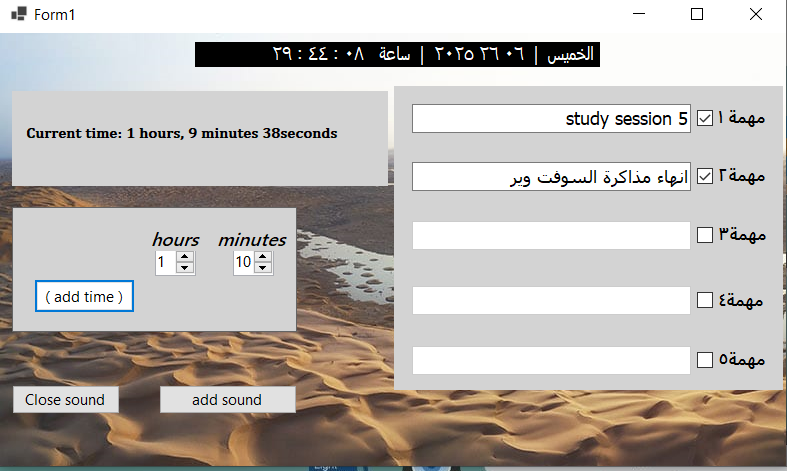 Form1
الخميس | ٠٦ ٢٦ ٢٠٢٥ | ساعة ٠٨ : ٤٤ : ٢٩
Current time: 1 hours, 9 minutes 38seconds
hours minutes
1 10
( add time )
Close sound
add sound
مهمة ١
study session 5
مهمة٢
انهاء مذاكرة السوفت وير
مهمة٣
مهمة٤
مهمة٥